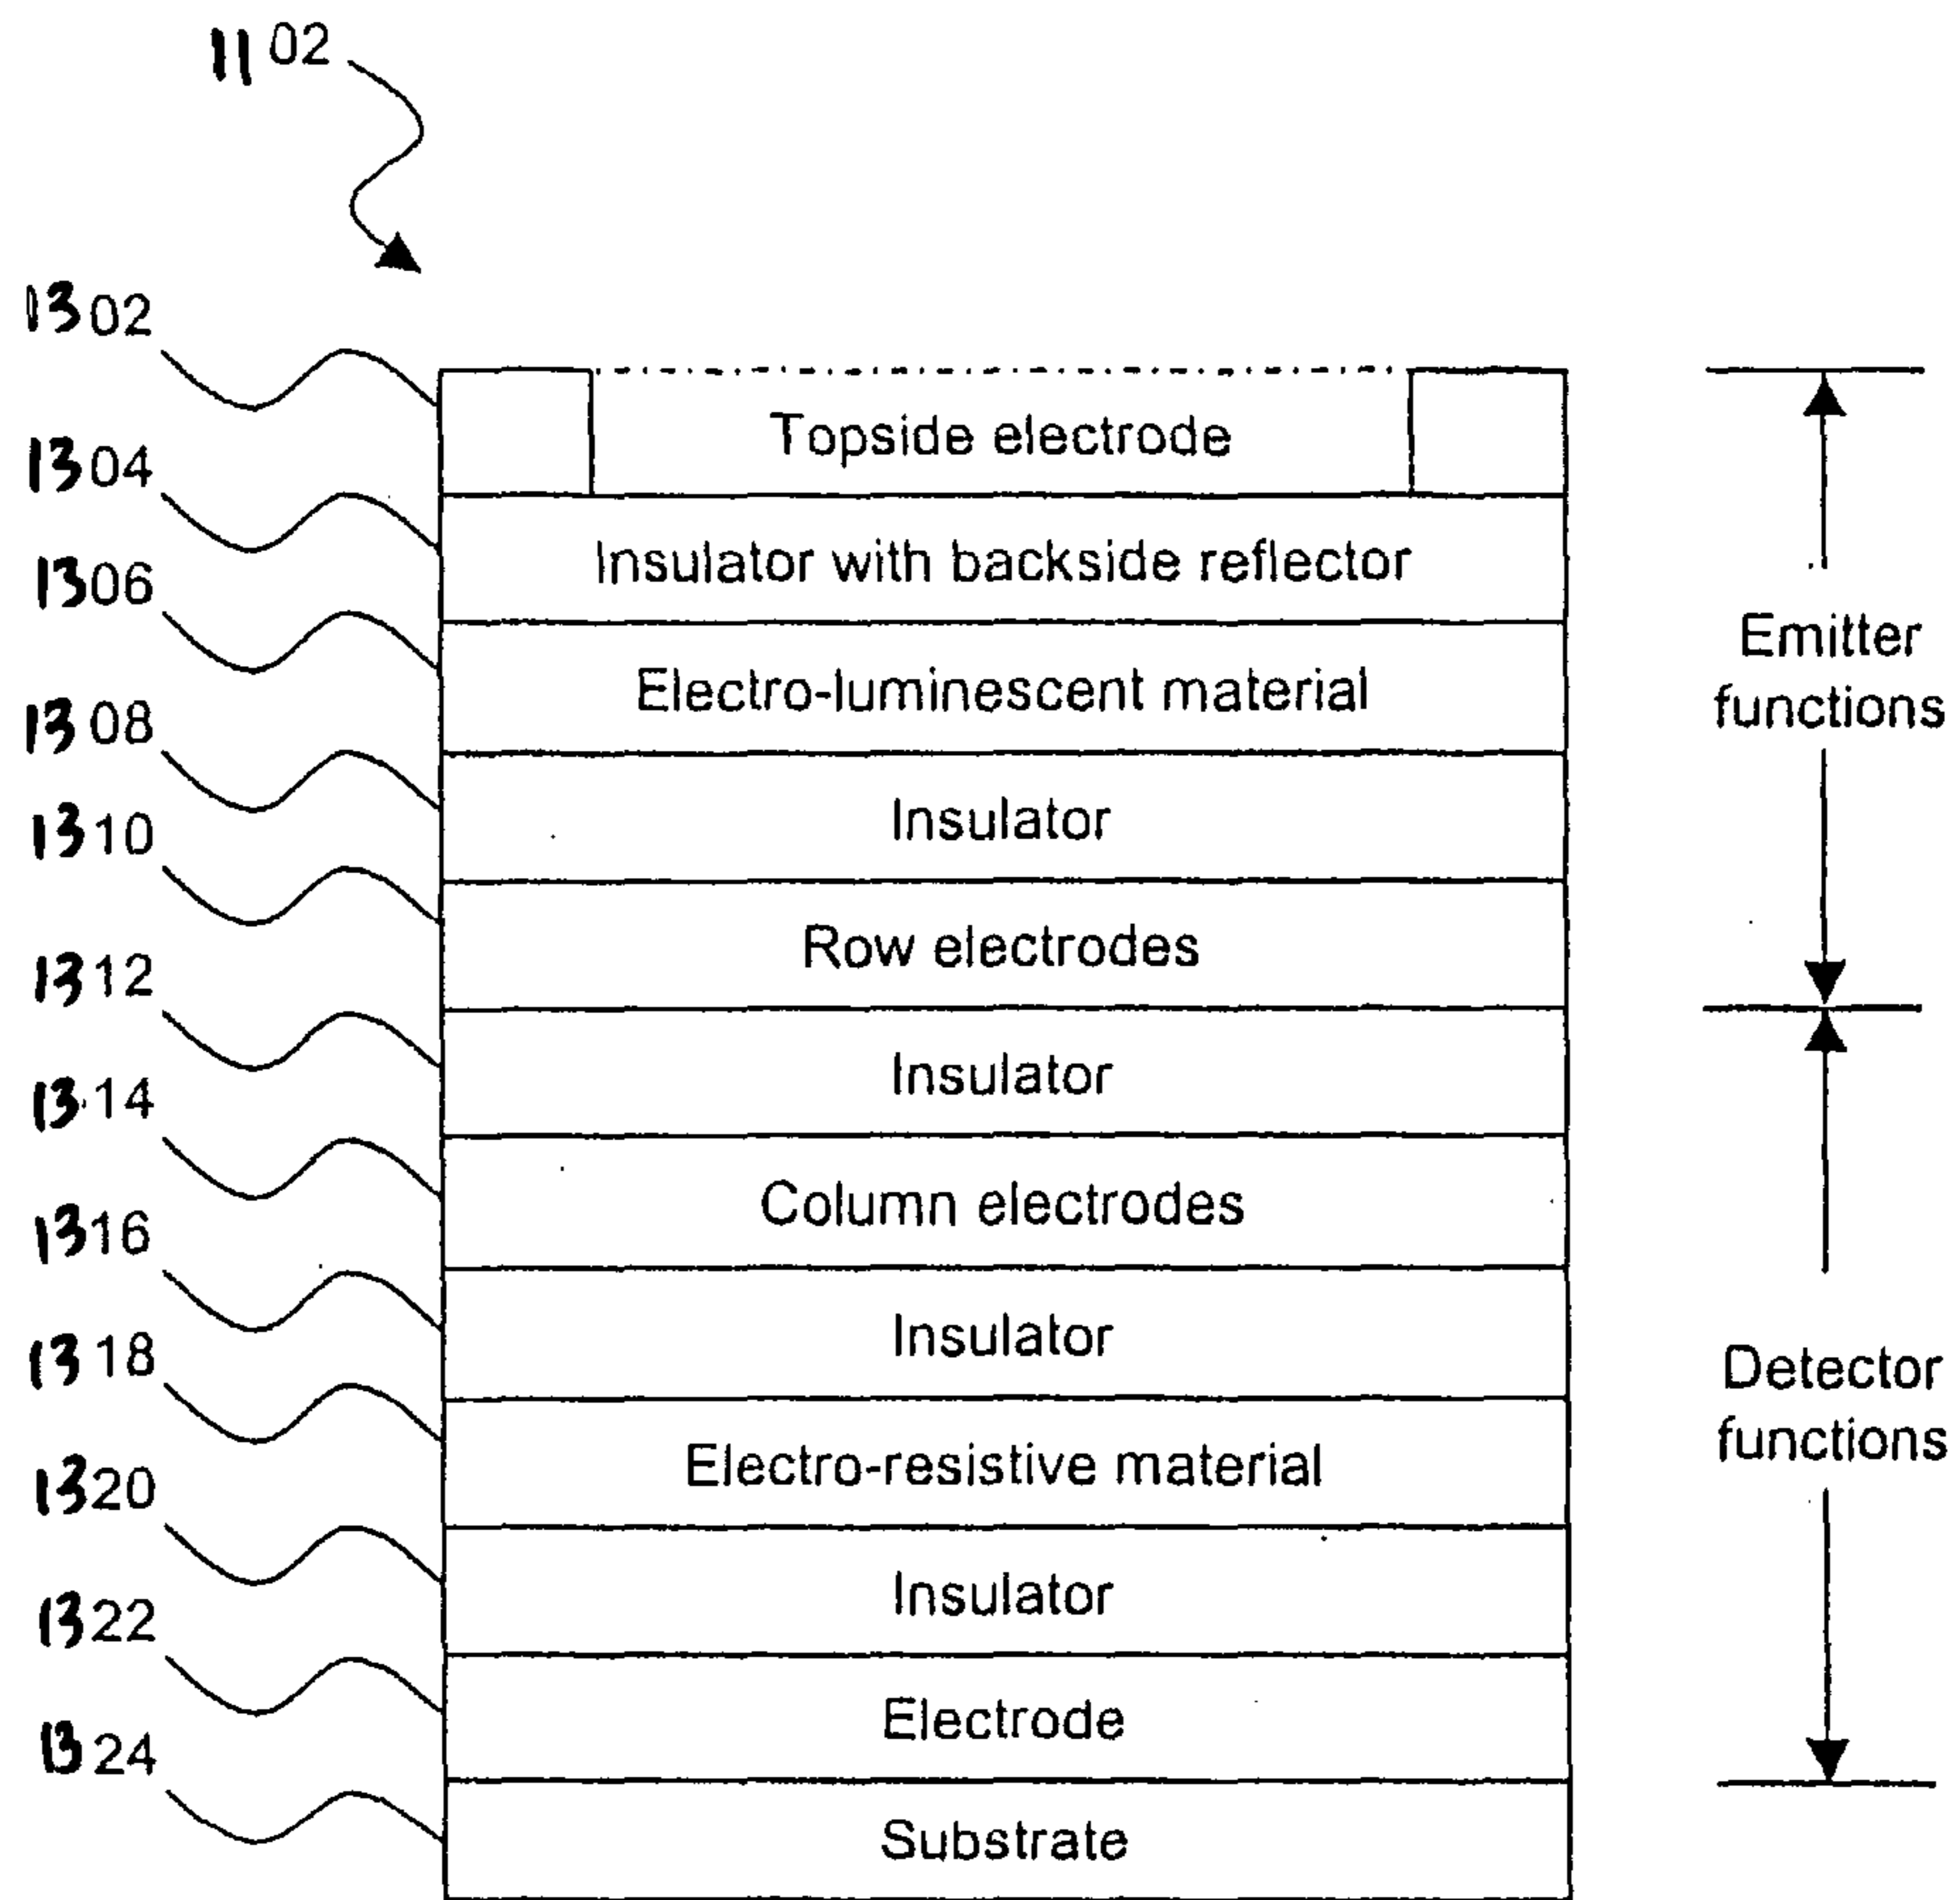 1102
1302
1304
1306
1308
1310
1312
1314
1316
1318
1320
1322
1324
Topside electrode
Insulator with backside reflector
Electro-luminescent material
Insulator
Row electrodes
Insulator
Column electrodes
Insulator
Electro-resistive material
Insulator
Electrode
Substrate
Emitter
functions
Detector
functions